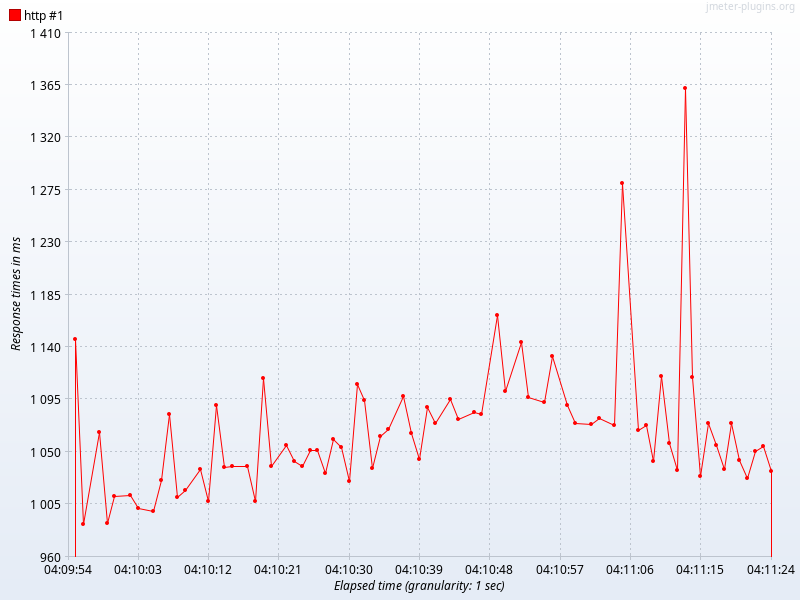 jmeter-plugins.org
http #1
1 410
1 365
1 320
1 275
1 230
1 185
1 140
1 095
1 050
1 005
960
Response times in ms
04:09:54 04:10:03 04:10:12 04:10:21 04:10:30 04:10:39 04:10:48 04:10:57 04:11:06 04:11:15 04:11:24
Elapsed time (granularity: 1 sec)